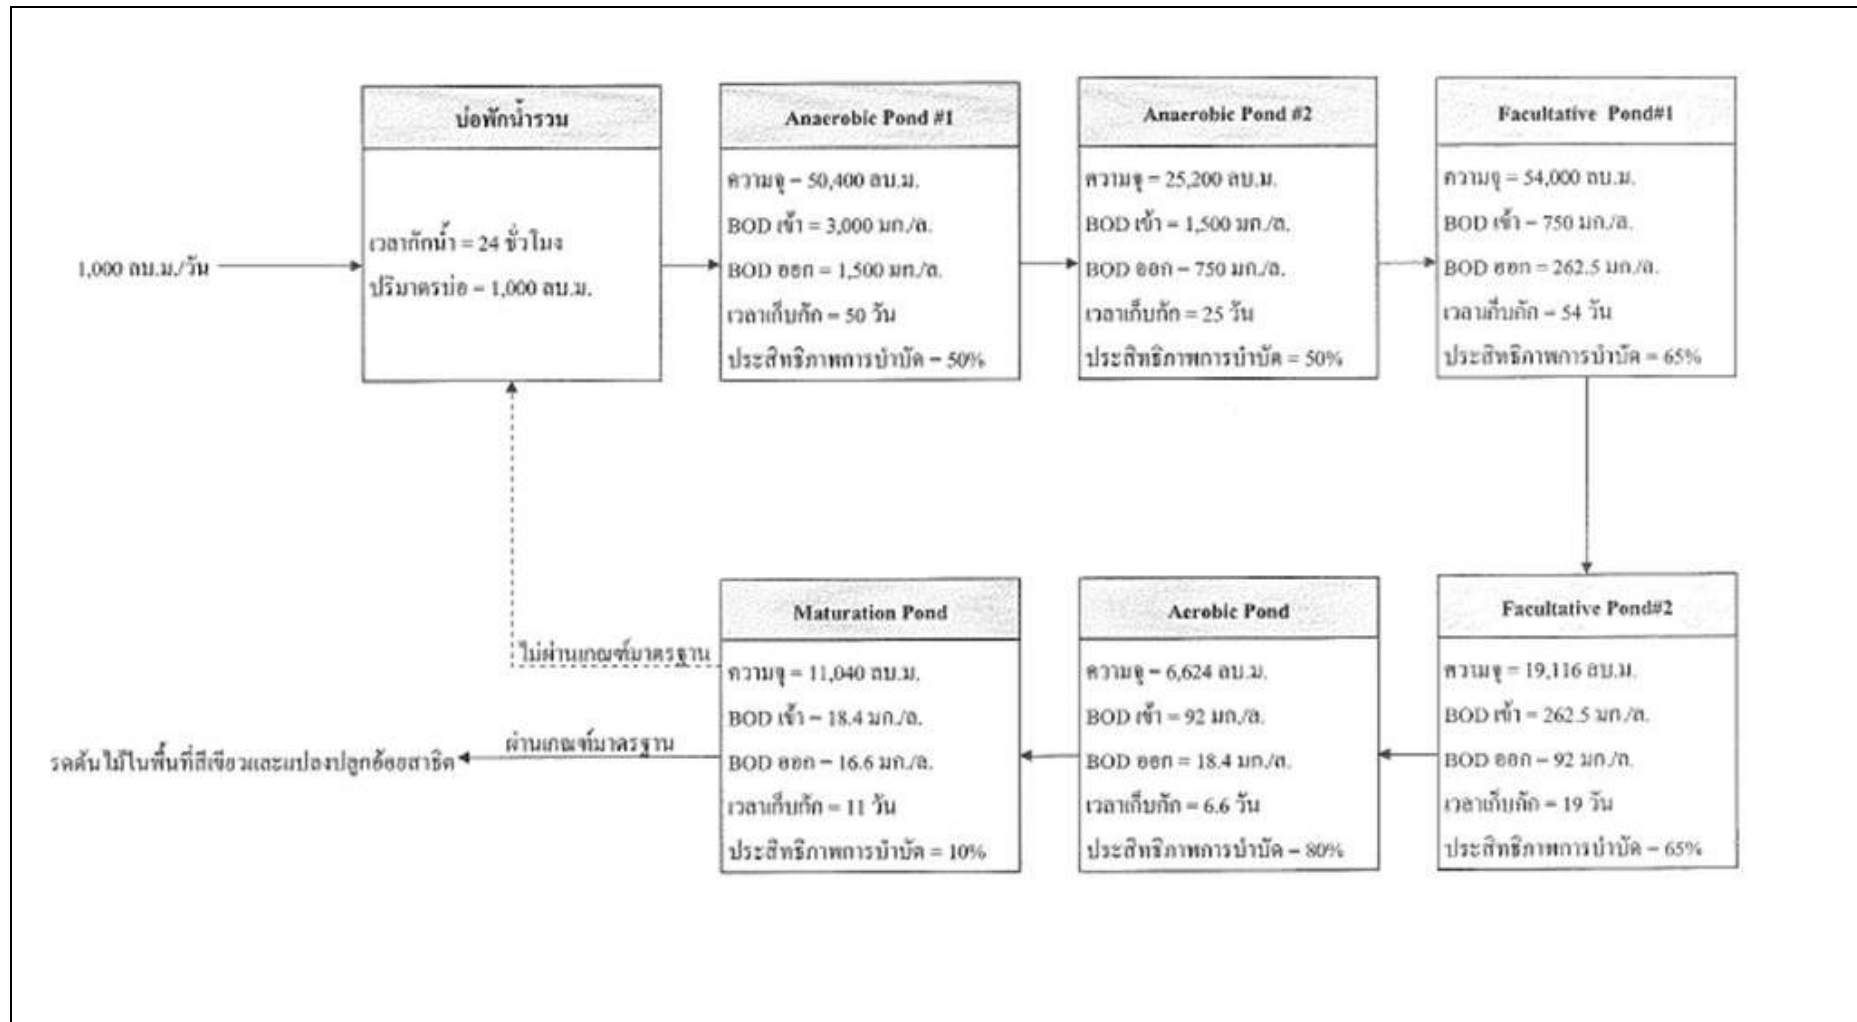 บ่อพักน้ำรวม
เวลากักน้ำ = 24 ชั่วโมง
ปริมาตรบ่อ = 1,000 ลบ.ม.
1,000 ลบ.ม./วัน
Anaerobic Pond #1
ความจุ = 50,400 ลบ.ม.
BOD เข้า = 3,000 มก./ล.
BOD ออก = 1,500 มก./ล.
เวลาเก็บกัก = 50 วัน
ประสิทธิภาพการบำบัด = 50%
Anaerobic Pond #2
ความจุ = 25,200 ลบ.ม.
BOD เข้า = 1,500 มก./ล.
BOD ออก = 750 มก./ล.
เวลาเก็บกัก = 25 วัน
ประสิทธิภาพการบำบัด = 50%
Facultative Pond#1
ความจุ = 54,000 ลบ.ม.
BOD เข้า = 750 มก./ล.
BOD ออก = 262.5 มก./ล.
เวลาเก็บกัก = 54 วัน
ประสิทธิภาพการบำบัด = 65%
Facultative Pond#2
ความจุ = 19,116 ลบ.ม.
BOD เข้า = 262.5 มก./ล.
BOD ออก = 92 มก./ล.
เวลาเก็บกัก = 19 วัน
ประสิทธิภาพการบำบัด = 65%
Aerobic Pond
ความจุ = 6,624 ลบ.ม.
BOD เข้า = 92 มก./ล.
BOD ออก = 18.4 มก./ล.
เวลาเก็บกัก = 6.6 วัน
ประสิทธิภาพการบำบัด = 80%
Maturation Pond
ความจุ = 11,040 ลบ.ม.
BOD เข้า = 18.4 มก./ล.
BOD ออก = 16.6 มก./ล.
เวลาเก็บกัก = 11 วัน
ประสิทธิภาพการบำบัด = 10%
ไม่ผ่านเกณฑ์มาตรฐาน
ผ่านเกณฑ์มาตรฐาน
รดต้นไม้ในพื้นที่สีเขียวและแปลงปลูกอ้อยสาธิต